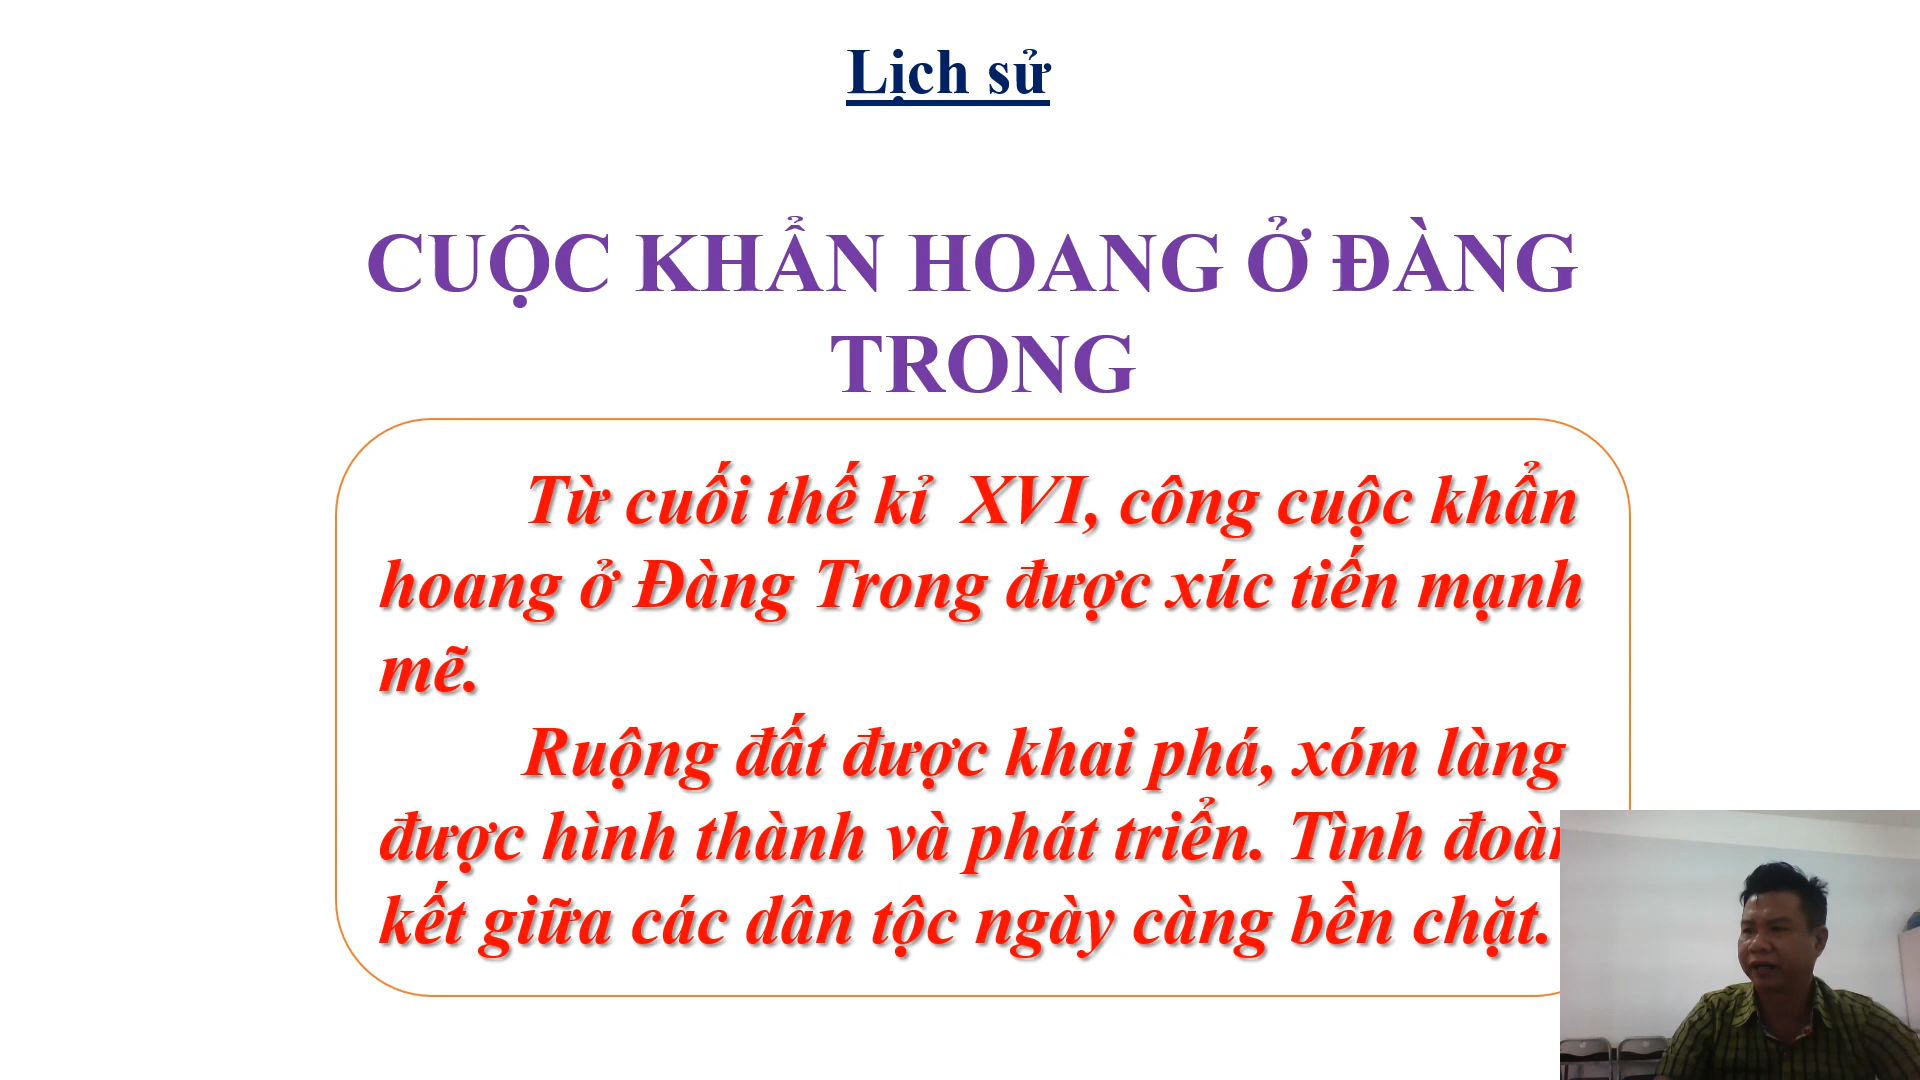 Lịch sử
CUỘC KHẨN HOANG Ở ĐÀNG
TRONG
Từ cuối thế kỉ XVI, công cuộc khẩn
hoang ở Đàng Trong được xúc tiến mạnh
mẽ.
Ruộng đất được khai phá, xóm làng
được hình thành và phát triển. Tình
kết giữa các dân tộc ngày càng bền chặt.